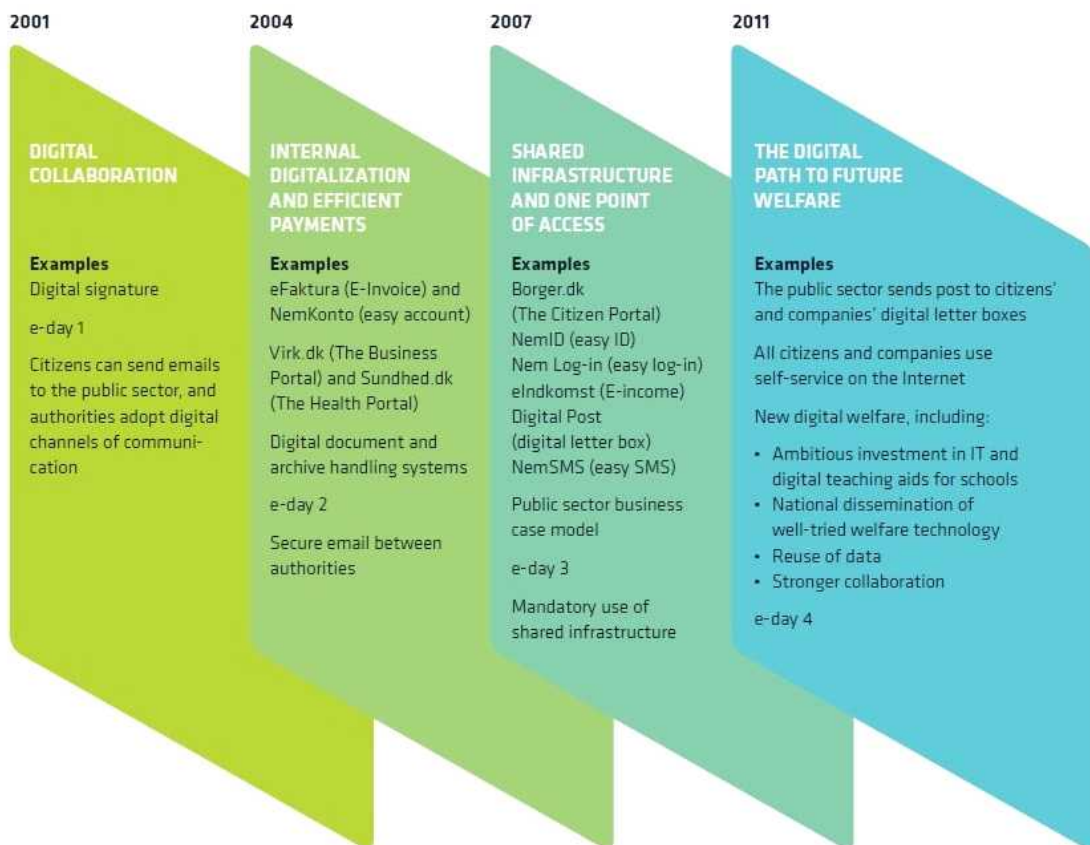 2001
DIGITAL
COLLABORATION
Examples
Digital signature
e-day 1
Citizens can send emails
to the public sector, and
authorities adopt digital
channels of communi-
cation
2004
INTERNAL
DIGITALIZATION
AND EFFICIENT
PAYMENTS
Examples
eFaktura (E-Invoice) and
NemKonto (easy account)
Virk.dk (The Business
Portal) and Sundhed.dk
(The Health Portal)
Digital document and
archive handling systems
e-day 2
Secure email between
authorities
2007
SHARED
INFRASTRUCTURE
AND ONE POINT
OF ACCESS
Examples
Borger.dk
(The Citizen Portal)
NemID (easy ID)
Nem Log-in (easy log-in)
eIndkomst (E-income)
Digital Post
(digital letter box)
NemSMS (easy SMS)
Public sector business
case model
e-day 3
Mandatory use of
shared infrastructure
2011
THE DIGITAL
PATH TO FUTURE
WELFARE
Examples
The public sector sends post to citizens'
and companies' digital letter boxes
All citizens and companies use
self-service on the Internet
New digital welfare, including:
• Ambitious investment in IT and
digital teaching aids for schools
• National dissemination of
well-tried welfare technology
• Reuse of data
• Stronger collaboration
e-day 4